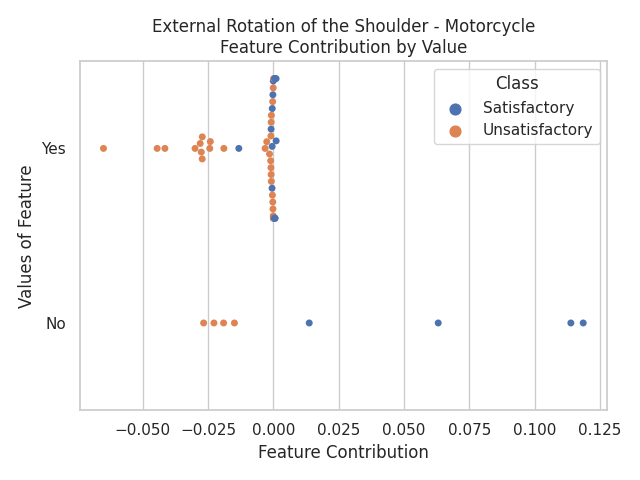 External Rotation of the Shoulder - Motorcycle
Feature Contribution by Value
Class
Satisfactory
Unsatisfactory
Yes
No
Values of Feature
−0.050 −0.025 0.000 0.025 0.050 0.075 0.100 0.125
Feature Contribution